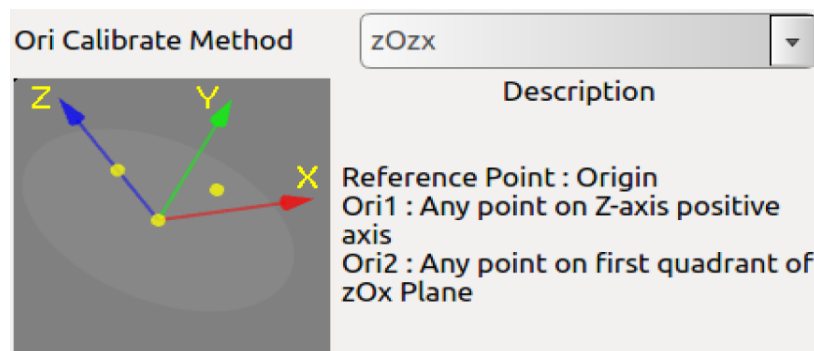 Ori Calibrate Method
zOzx
Description
Z
Y
X
Reference Point : Origin
Ori1 : Any point on Z-axis positive
axis
Ori2 : Any point on first quadrant of
zOx Plane